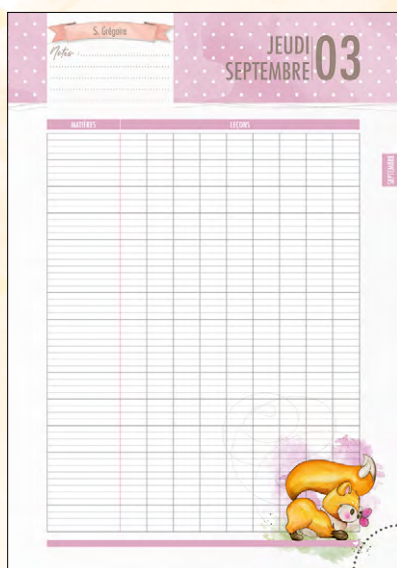 S. Grégoire
Notes
JEUDI
SEPTEMBRE
03
MATIÈRES
LEÇONS
SEPTEMBRE